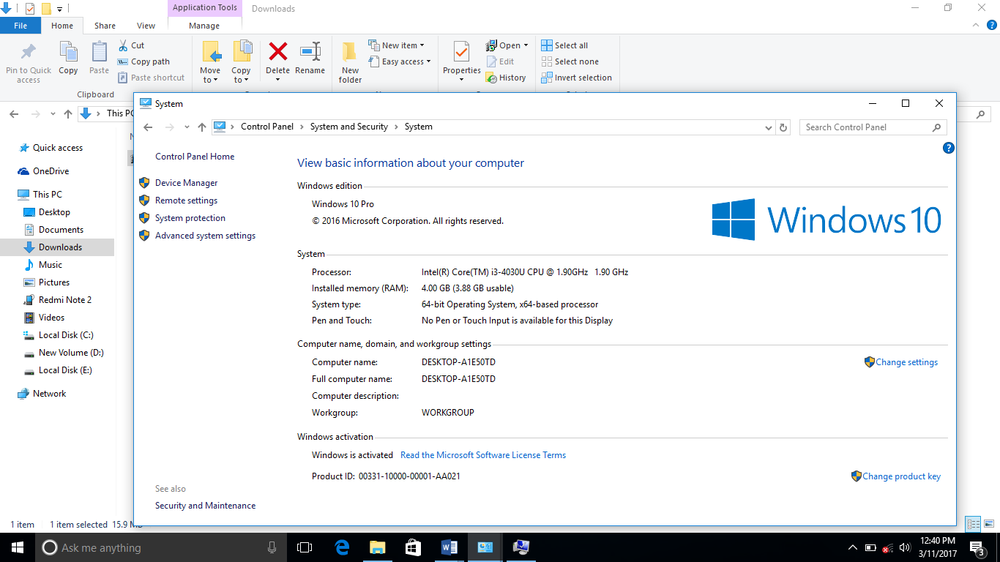 Application Tools Downloads
File Home Share View Manage
Pin to Quick access
Copy
Paste
Cut
Copy path
Paste shortcut
Clipboard
Move to
Copy to
Delete
Rename
New folder
New item
Easy access
Properties
Open
Edit
History
Select all
Select none
Invert selection
This PC
Quick access
OneDrive
This PC
Desktop
Documents
Downloads
Music
Pictures
Redmi Note 2
Videos
Local Disk (C:)
New Volume (D:)
Local Disk (E:)
Network
1 item 1 item selected 15.9 MB
System
Control Panel System and Security System
Search Control Panel
Control Panel Home
Device Manager
Remote settings
System protection
Advanced system settings
See also
Security and Maintenance
View basic information about your computer
Windows edition
Windows 10 Pro
© 2016 Microsoft Corporation. All rights reserved.
Windows 10
System
Processor: Intel(R) Core(TM) i3-4030U CPU @ 1.90GHz 1.90 GHz
Installed memory (RAM): 4.00 GB (3.88 GB usable)
System type: 64-bit Operating System, x64-based processor
Pen and Touch: No Pen or Touch Input is available for this Display
Computer name, domain, and workgroup settings
Computer name: DESKTOP-A1E50TD
Change settings
Full computer name: DESKTOP-A1E50TD
Computer description:
Workgroup: WORKGROUP
Windows activation
Windows is activated Read the Microsoft Software License Terms
Product ID: 00331-10000-00001-AA021
Change product key
Ask me anything
12:40 PM
3/11/2017
3